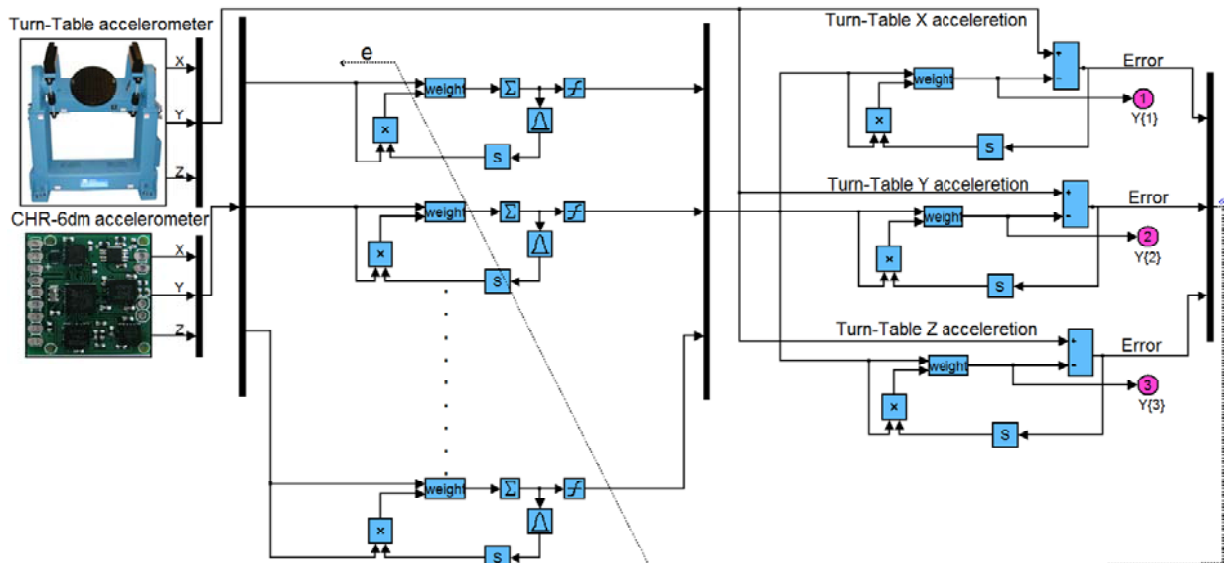 Turn-Table accelerometer
X
Y
Z
CHR-6dm accelerometer
X
Y
Z
e
weight
Σ
×
S
weight
Σ
×
S
weight
Σ
×
S
Turn-Table X acceleretion
+
−
Error
weight
1
Y{1}
×
S
Turn-Table Y acceleretion
+
−
Error
weight
2
Y{2}
×
S
Turn-Table Z acceleretion
+
−
Error
weight
3
Y{3}
×
S